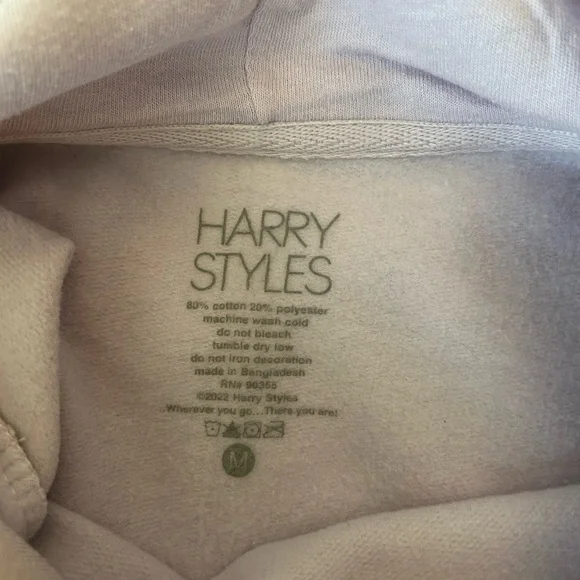 HARRY
STYLES
80% cotton 20% polyester
machine wash cold
do not bleach
tumble dry low
do not iron decoration
made in Bangladesh
RN# 96355
©2022 Harry Styles
..Wherever you go...There you are!
M